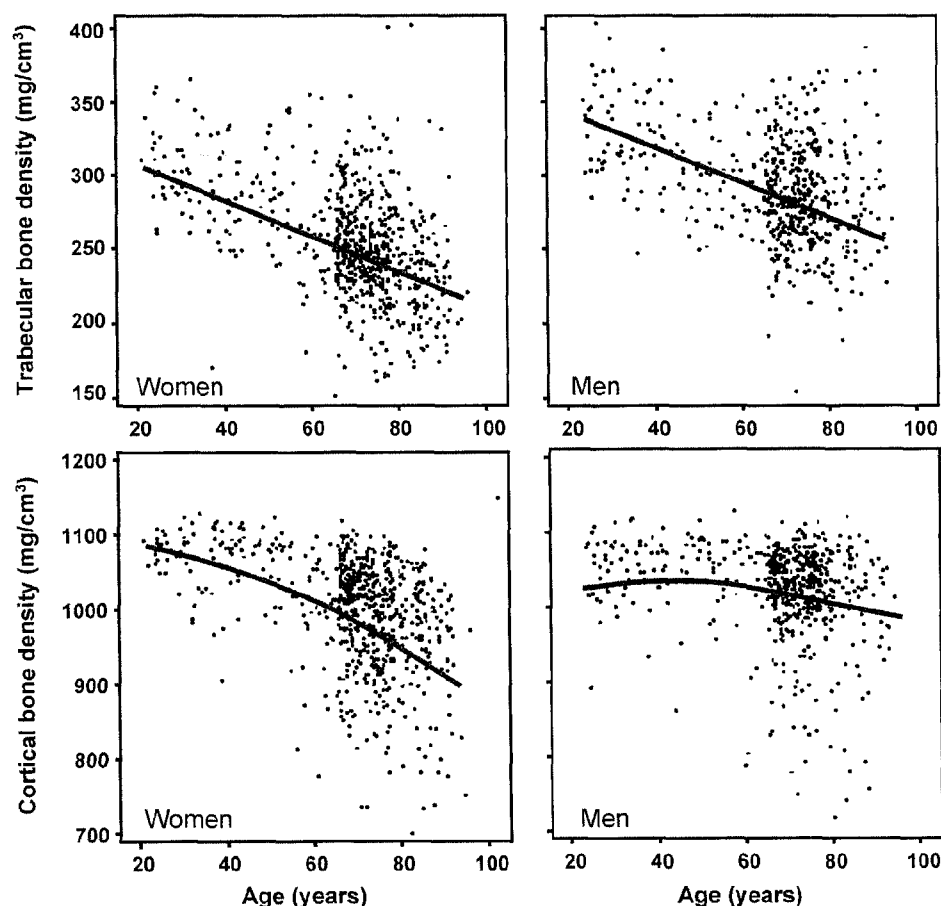 Trabecular bone density (mg/cm³)
400
350
300
250
200
150
Women
20 40 60 80 100
Men
20 40 60 80 100
Cortical bone density (mg/cm³)
1200
1100
1000
900
800
700
Women
20 40 60 80 100
Age (years)
Men
20 40 60 80 100
Age (years)